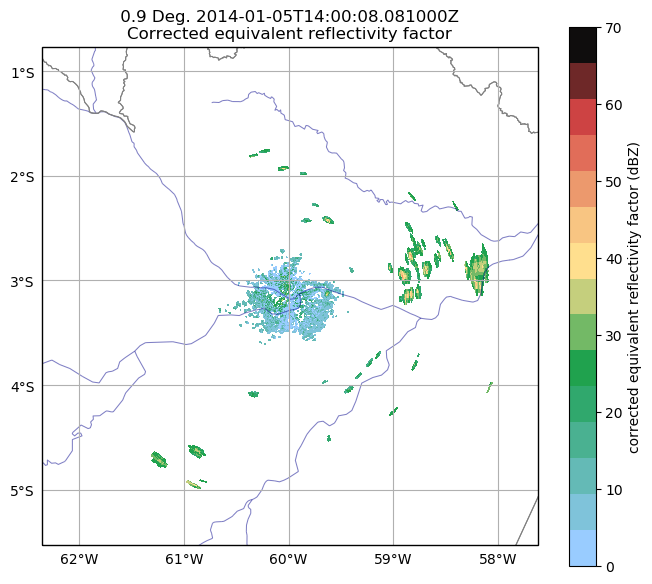 0.9 Deg. 2014-01-05T14:00:08.081000Z
Corrected equivalent reflectivity factor
1°S
2°S
3°S
4°S
5°S
62°W 61°W 60°W 59°W 58°W
70
60
50
40
30
20
10
0
corrected equivalent reflectivity factor (dBZ)